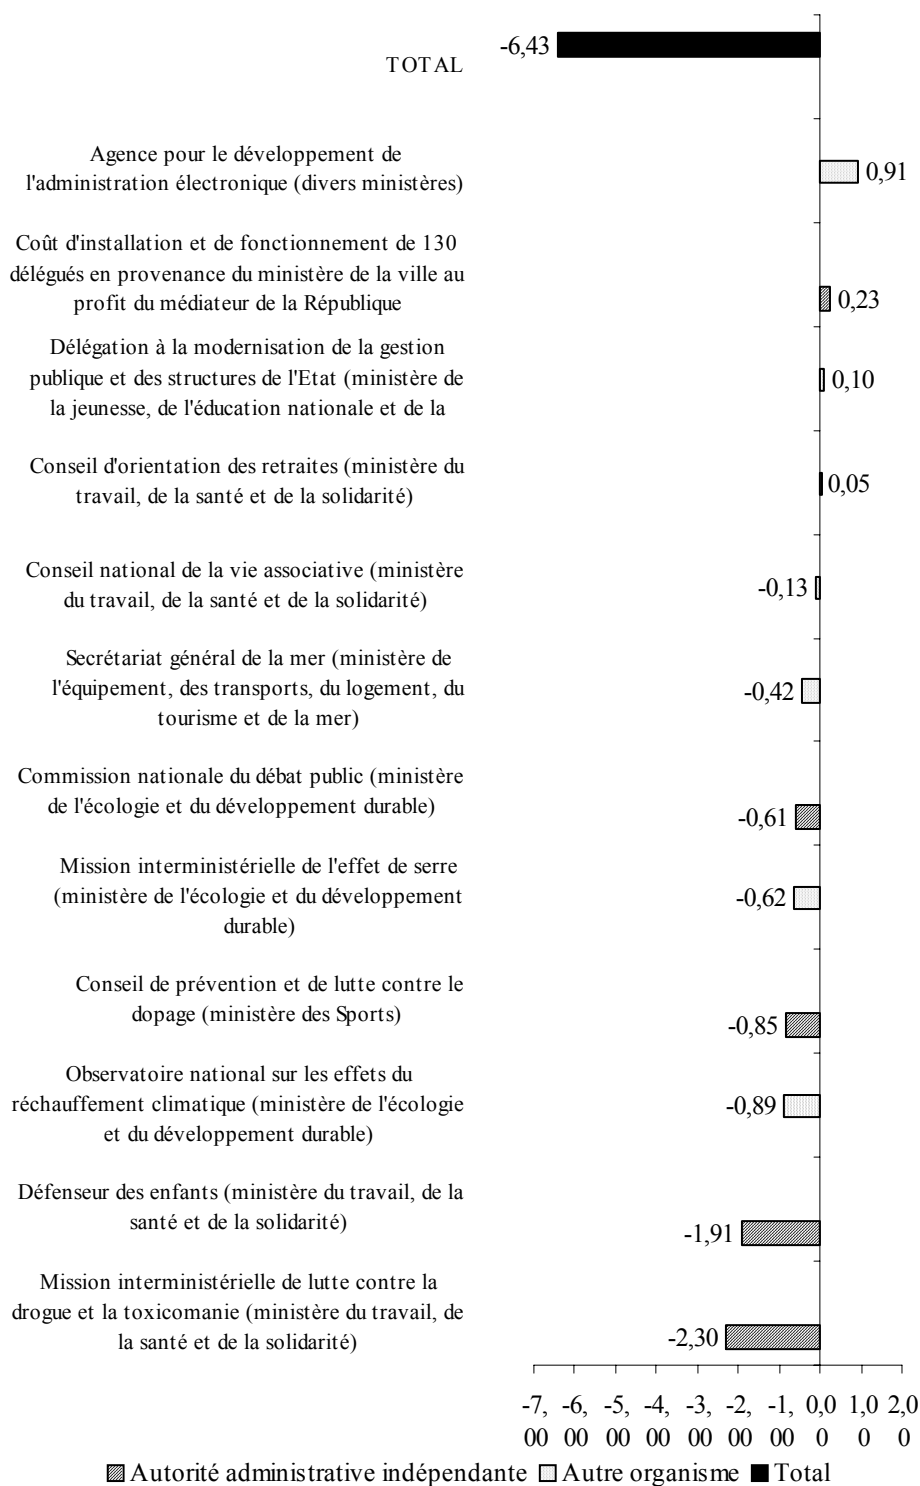 -6,43
TOTAL
Agence pour le développement de
l'administration électronique (divers ministères)
0,91
Coût d'installation et de fonctionnement de 130
délégués en provenance du ministère de la ville au
profit du médiateur de la République
0,23
Délégation à la modernisation de la gestion
publique et des structures de l'Etat (ministère de
la jeunesse, de l'éducation nationale et de la
0,10
Conseil d'orientation des retraites (ministère du
travail, de la santé et de la solidarité)
0,05
Conseil national de la vie associative (ministère
du travail, de la santé et de la solidarité)
-0,13
Secrétariat général de la mer (ministère de
l'équipement, des transports, du logement, du
tourisme et de la mer)
-0,42
Commission nationale du débat public (ministère
de l'écologie et du développement durable)
-0,61
Mission interministérielle de l'effet de serre
(ministère de l'écologie et du développement
durable)
-0,62
Conseil de prévention et de lutte contre le
dopage (ministère des Sports)
-0,85
Observatoire national sur les effets du
réchauffement climatique (ministère de l'écologie
et du développement durable)
-0,89
Défenseur des enfants (ministère du travail, de la
santé et de la solidarité)
-1,91
Mission interministérielle de lutte contre la
drogue et la toxicomanie (ministère du travail, de
la santé et de la solidarité)
-2,30
-7, -6, -5, -4, -3, -2, -1, 0,0 1,0 2,0
00 00 00 00 00 00 00 0 0 0
Autorité administrative indépendante Autre organisme Total